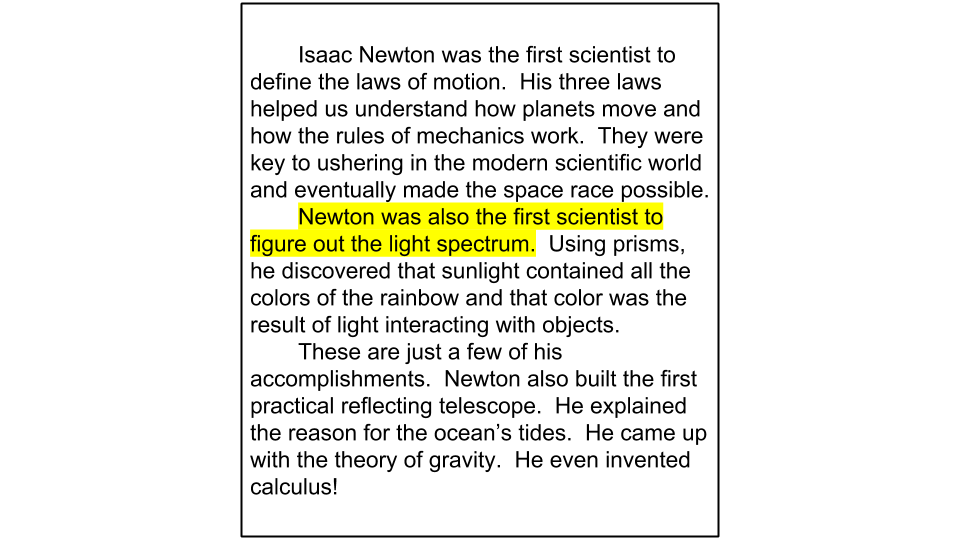 Isaac Newton was the first scientist to
define the laws of motion.  His three laws
helped us understand how planets move and
how the rules of mechanics work.  They were
key to ushering in the modern scientific world
and eventually made the space race possible.
Newton was also the first scientist to
figure out the light spectrum.  Using prisms,
he discovered that sunlight contained all the
colors of the rainbow and that color was the
result of light interacting with objects.
These are just a few of his
accomplishments.  Newton also built the first
practical reflecting telescope.  He explained
the reason for the ocean’s tides.  He came up
with the theory of gravity.  He even invented
calculus!